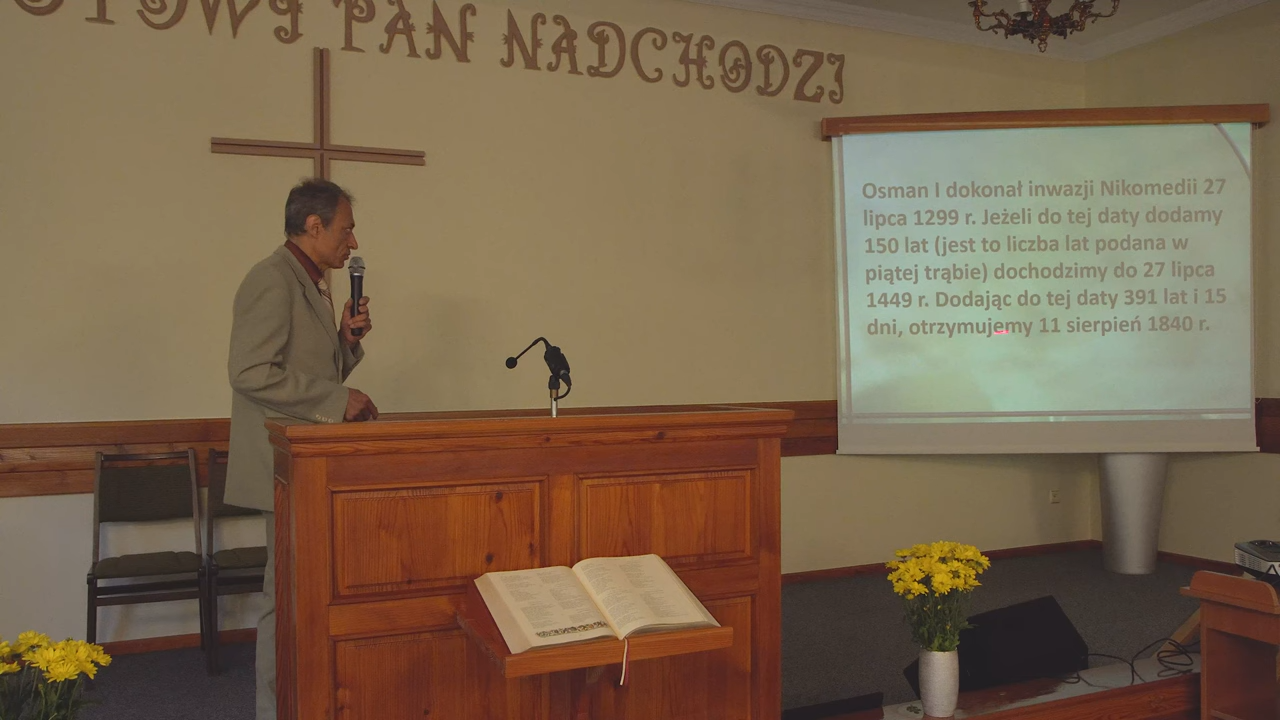 PAN NADCHODZI
Osman I dokonał inwazji Nikomedii 27
lipca 1299 r. Jeżeli do tej daty dodamy
150 lat (jest to liczba lat podana w
piątej trąbie) dochodzimy do 27 lipca
1449 r. Dodając do tej daty 391 lat i 15
dni, otrzymujemy 11 sierpień 1840 r.